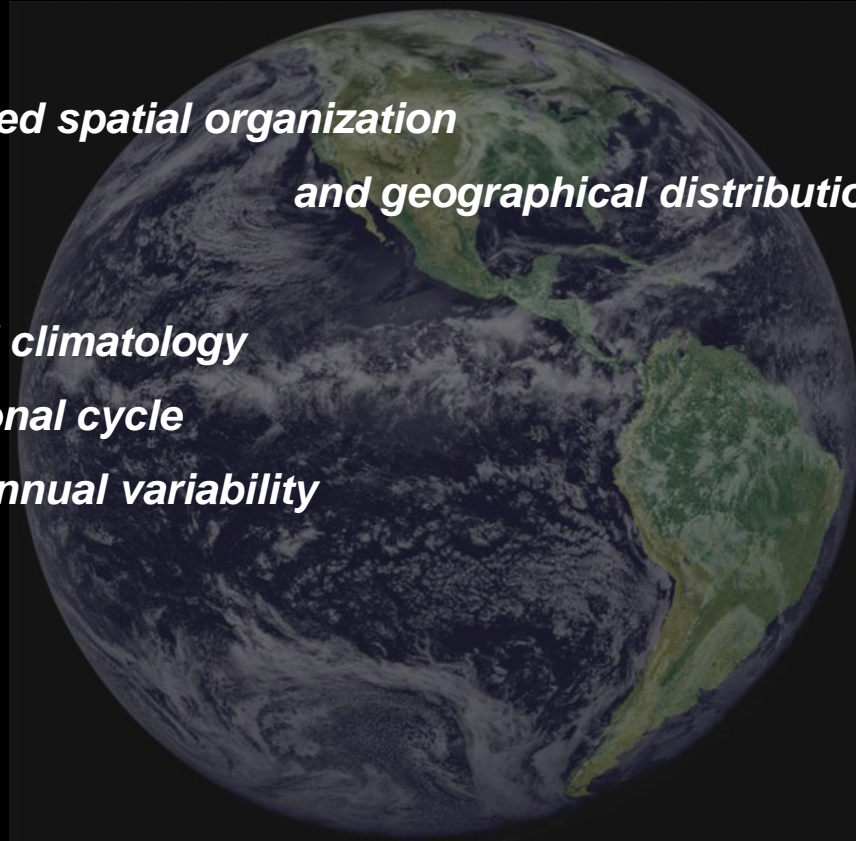 ed spatial organization
and geographical distributio
climatology
onal cycle
nnual variability